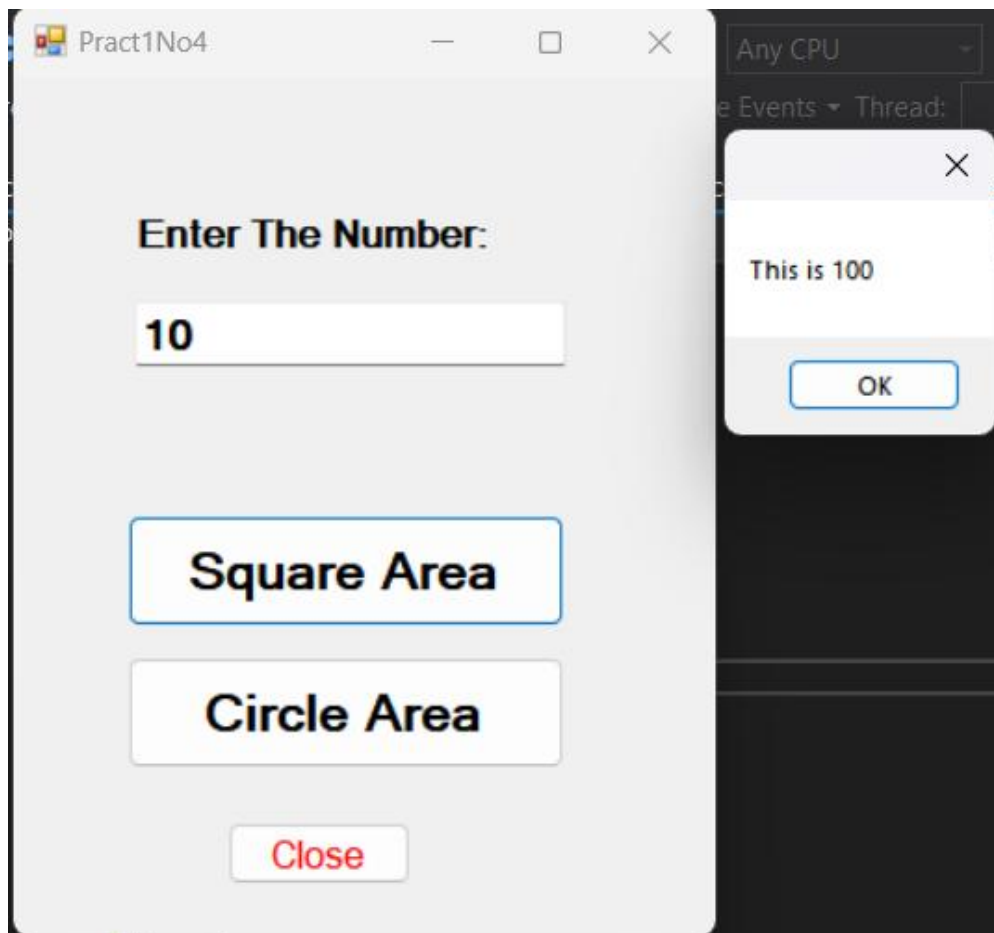 Pract1No4
Any CPU
e Events
Thread:
Enter The Number:
This is 100
10
OK
Square Area
Circle Area
Close